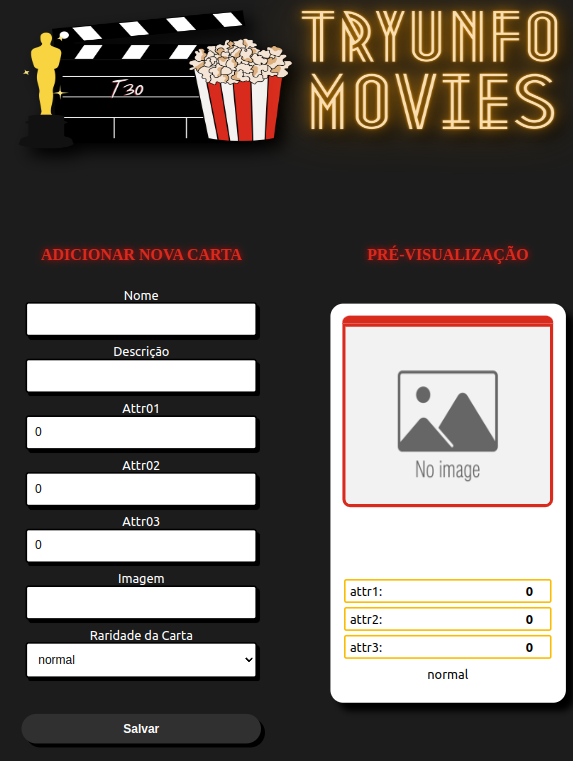 TRYUNFO
MOVIES
T30
ADICIONAR NOVA CARTA
Nome
Descrição
Attr01
0
Attr02
0
Attr03
0
Imagem
Raridade da Carta
normal
Salvar
PRÉ-VISUALIZAÇÃO
No image
attr1: 0
attr2: 0
attr3: 0
normal